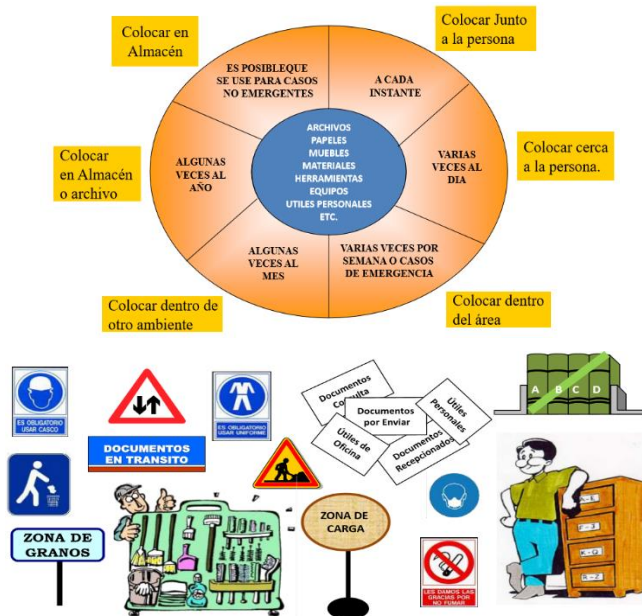 Colocar en
Almacén
Colocar Junto
a la persona
ES POSIBLEQUE
SE USE PARA CASOS
NO EMERGENTES
A CADA
INSTANTE
Colocar
en Almacén
o archivo
ALGUNAS
VECES AL
AÑO
ARCHIVOS
PAPELES
MUEBLES
MATERIALES
HERRAMIENTAS
EQUIPOS
UTILES PERSONALES
ETC.
VARIAS
VECES AL
DIA
Colocar cerca
a la persona.
ALGUNAS
VECES AL
MES
VARIAS VECES POR
SEMANA O CASOS
DE EMERGENCIA
Colocar dentro de
otro ambiente
Colocar dentro
del área
ES OBLIGATORIO
USAR CASCO
DOCUMENTOS
EN TRANSITO
ES OBLIGATORIO
USAR UNIFORME
Documentos
Consulta
Documentos
por Enviar
Útiles
Personales
Útiles de
Oficina
Documentos
Recepcionados
A B C D
ZONA DE
GRANOS
ZONA DE
CARGA
LES DAMOS LAS
GRACIAS POR
NO FUMAR
A-E
F-J
K-Q
R-Z